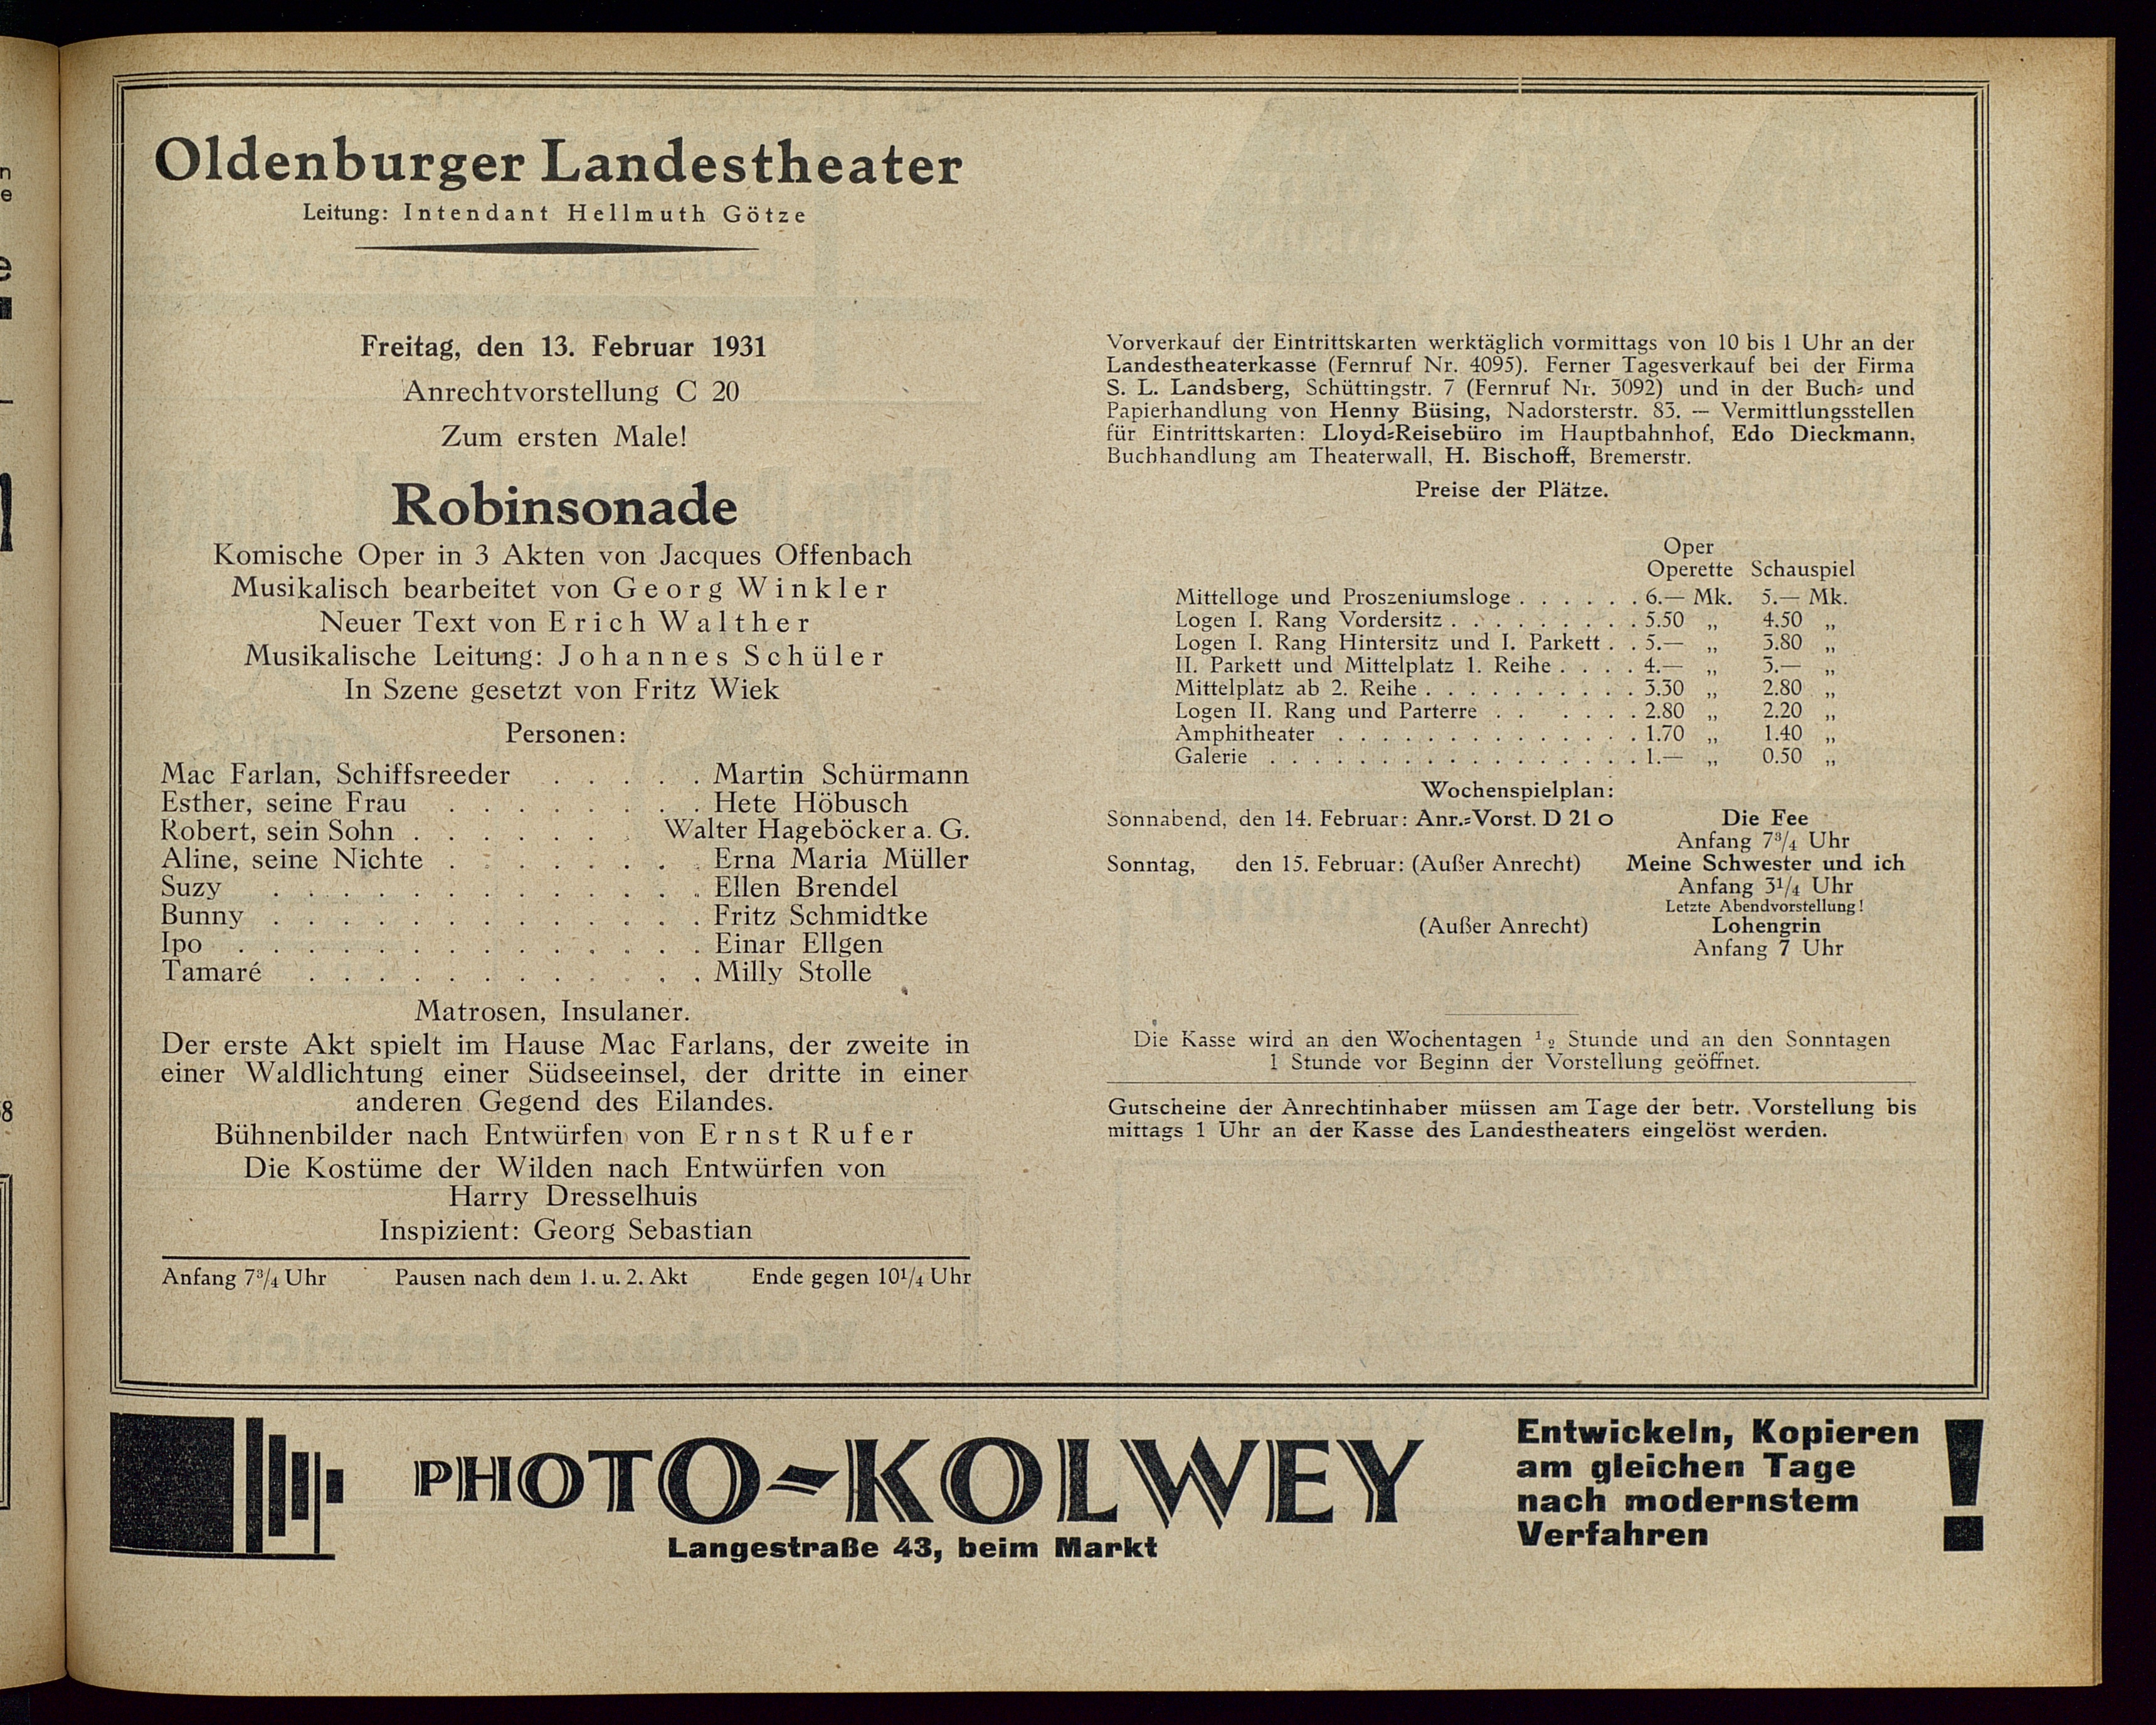 Oldenburger Landestheater
Leitung: Intendant Hellmuth Götze
Freitag, den 13. Februar 1931
Anrechtvorstellung C 20
Zum ersten Male!
Robinsonade
Komische Oper in 3 Akten von Jacques Offenbach
Musikalisch bearbeitet von Georg Winkler
Neuer Text von Erich Walther
Musikalische Leitung: Johannes Schüler
In Szene gesetzt von Fritz Wiek
Personen:
Mac Farlan, Schiffsreeder . . . . . Martin Schürmann
Esther, seine Frau . . . . . . . . Hete Höbusch
Robert, sein Sohn . . . . . . . Walter Hageböcker a. G.
Aline, seine Nichte . . . . . . . . Erna Maria Müller
Suzy . . . . . . . . . . . . . Ellen Brendel
Bunny . . . . . . . . . . . . . Fritz Schmidtke
Ipo . . . . . . . . . . . . . . Einar Ellgen
Tamaré . . . . . . . . . . . . Milly Stolle
Matrosen, Insulaner.
Der erste Akt spielt im Hause Mac Farlans, der zweite in
einer Waldlichtung einer Südseeinsel, der dritte in einer
anderen Gegend des Eilandes.
Bühnenbilder nach Entwürfen von Ernst Rufer
Die Kostüme der Wilden nach Entwürfen von
Harry Dresselhuis
Inspizient: Georg Sebastian
Anfang 7³/₄ Uhr Pausen nach dem 1. u. 2. Akt Ende gegen 10¹/₄ Uhr
Vorverkauf der Eintrittskarten werktäglich vormittags von 10 bis 1 Uhr an der
Landestheaterkasse (Fernruf Nr. 4095). Ferner Tagesverkauf bei der Firma
S. L. Landsberg, Schüttingstr. 7 (Fernruf Nr. 3092) und in der Buch- und
Papierhandlung von Henny Büsing, Nadorsterstr. 83. — Vermittlungsstellen
für Eintrittskarten: Lloyd-Reisebüro im Hauptbahnhof, Edo Dieckmann,
Buchhandlung am Theaterwall, H. Bischoff, Bremerstr.
Preise der Plätze.
Oper
Operette Schauspiel
Mittelloge und Proszeniumsloge . . . . . . 6.— Mk. 5.— Mk.
Logen I. Rang Vordersitz . . . . . . . . . 5.50 „ 4.50 „
Logen I. Rang Hintersitz und I. Parkett . . 5.— „ 3.80 „
II. Parkett und Mittelplatz 1. Reihe . . . . 4.— „ 3.— „
Mittelplatz ab 2. Reihe . . . . . . . . . . 3.30 „ 2.80 „
Logen II. Rang und Parterre . . . . . . . 2.80 „ 2.20 „
Amphitheater . . . . . . . . . . . . . . 1.70 „ 1.40 „
Galerie . . . . . . . . . . . . . . . . . 1.— „ 0.50 „
Wochenspielplan:
Sonnabend, den 14. Februar: Anr.-Vorst. D 21 o Die Fee
Anfang 7³/₄ Uhr
Sonntag, den 15. Februar: (Außer Anrecht) Meine Schwester und ich
Anfang 3¹/₄ Uhr
Letzte Abendvorstellung!
(Außer Anrecht) Lohengrin
Anfang 7 Uhr
Die Kasse wird an den Wochentagen ¹/₂ Stunde und an den Sonntagen
1 Stunde vor Beginn der Vorstellung geöffnet.
Gutscheine der Anrechtinhaber müssen am Tage der betr. Vorstellung bis
mittags 1 Uhr an der Kasse des Landestheaters eingelöst werden.
PHOTO-KOLWEY
Langestraße 43, beim Markt
Entwickeln, Kopieren
am gleichen Tage
nach modernstem
Verfahren !